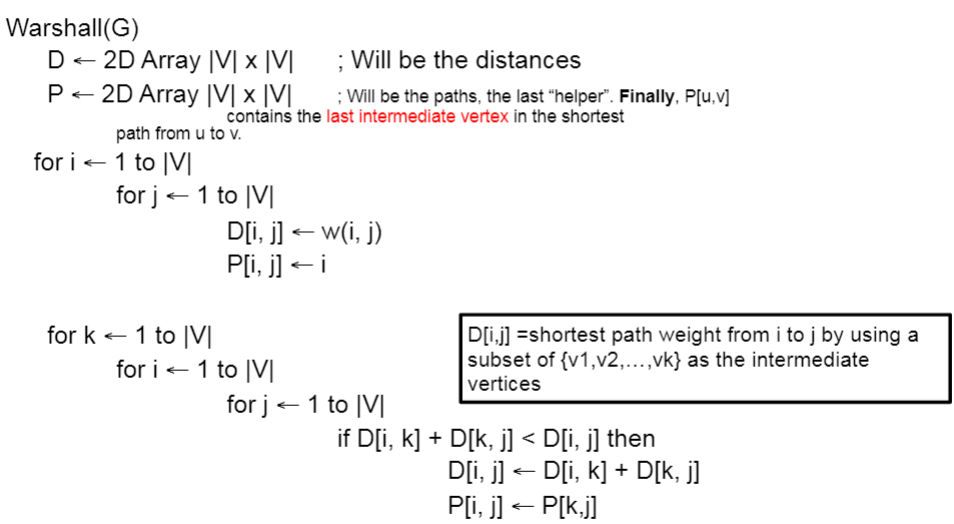 Warshall(G)
D ← 2D Array |V| x |V| ; Will be the distances
P ← 2D Array |V| x |V| ; Will be the paths, the last “helper”. Finally, P[u,v]
contains the last intermediate vertex in the shortest
path from u to v.
for i ← 1 to |V|
for j ← 1 to |V|
D[i, j] ← w(i, j)
P[i, j] ← i
for k ← 1 to |V|
for i ← 1 to |V|
for j ← 1 to |V|
if D[i, k] + D[k, j] < D[i, j] then
D[i, j] ← D[i, k] + D[k, j]
P[i, j] ← P[k,j]
D[i,j] =shortest path weight from i to j by using a
subset of {v1,v2,…,vk} as the intermediate
vertices